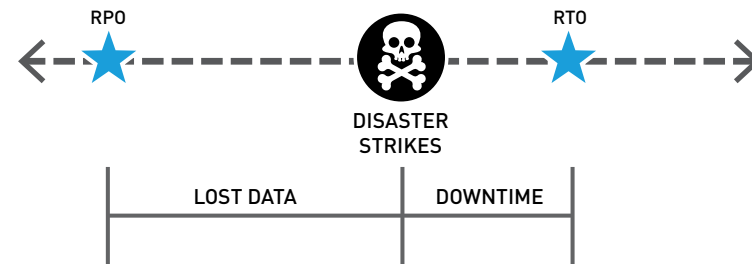 RPO
RTO
DISASTER
STRIKES
LOST DATA
DOWNTIME